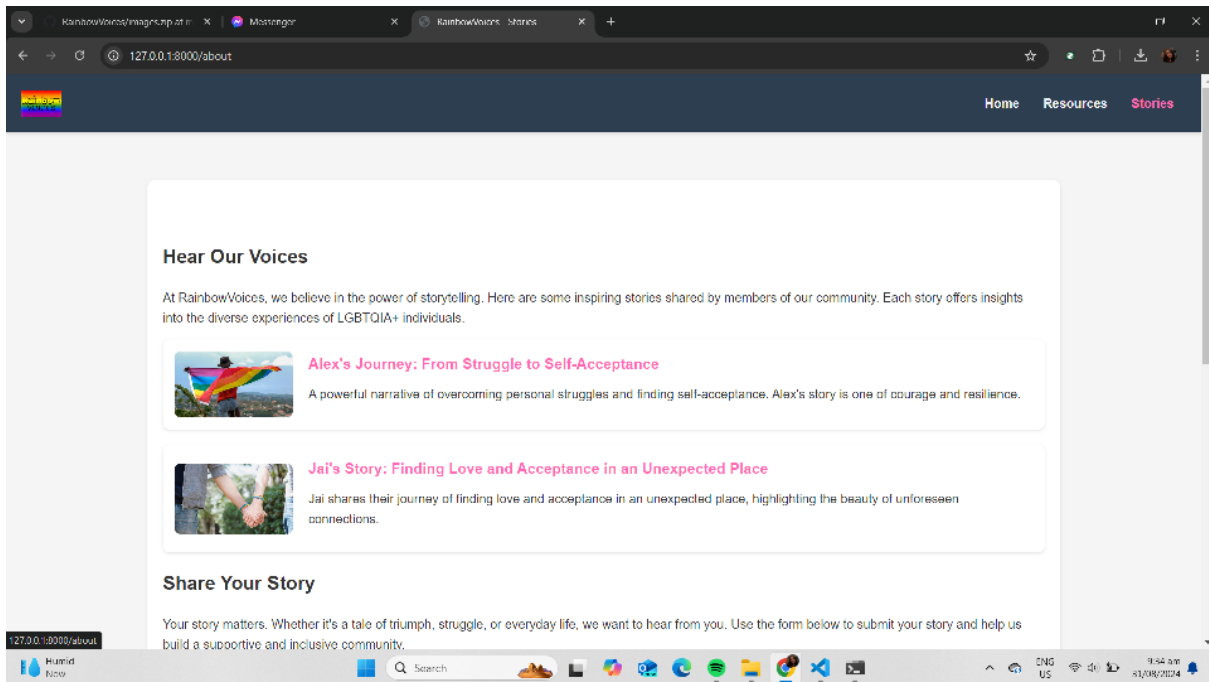 RainbowVoices/images.zip at m
Messenger
RainbowVoices - Stories
127.0.0.1:8000/about
VOICES
Home
Resources
Stories
Hear Our Voices
At RainbowVoices, we believe in the power of storytelling. Here are some inspiring stories shared by members of our community. Each story offers insights
into the diverse experiences of LGBTQIA+ individuals.
Alex's Journey: From Struggle to Self-Acceptance
A powerful narrative of overcoming personal struggles and finding self-acceptance. Alex's story is one of courage and resilience.
Jai's Story: Finding Love and Acceptance in an Unexpected Place
Jai shares their journey of finding love and acceptance in an unexpected place, highlighting the beauty of unforeseen
connections.
Share Your Story
Your story matters. Whether it's a tale of triumph, struggle, or everyday life, we want to hear from you. Use the form below to submit your story and help us
build a supportive and inclusive community.
127.0.0.1:8000/about
Humid
Now
Search
ENG
US
9:34 am
31/08/2024